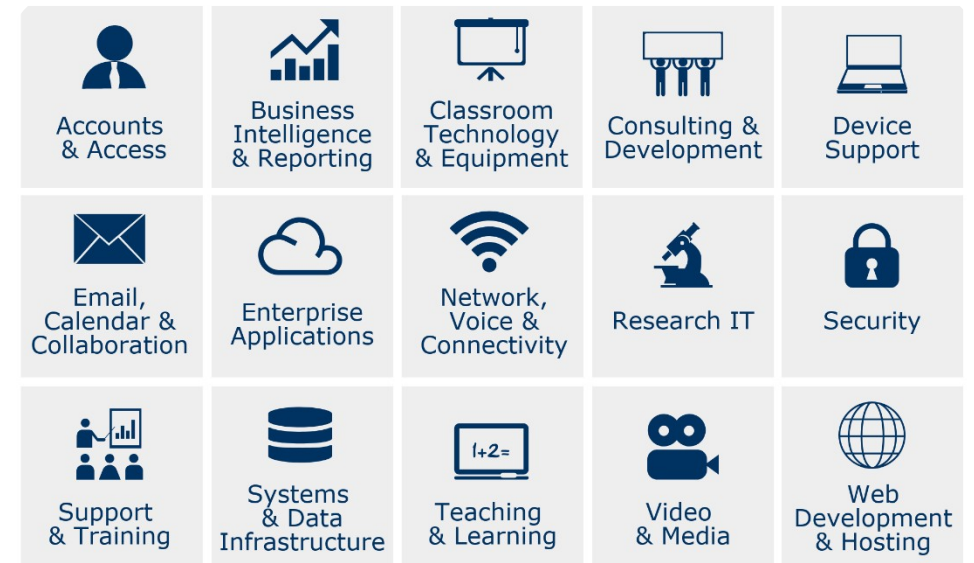 Accounts
& Access
Business
Intelligence
& Reporting
Classroom
Technology
& Equipment
Consulting &
Development
Device
Support
Email,
Calendar &
Collaboration
Enterprise
Applications
Network,
Voice &
Connectivity
Research IT
Security
Support
& Training
Systems
& Data
Infrastructure
1+2=
Teaching
& Learning
Video
& Media
Web
Development
& Hosting